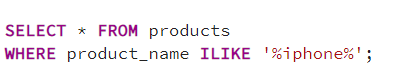 SELECT * FROM products
WHERE product_name ILIKE '%iphone%';